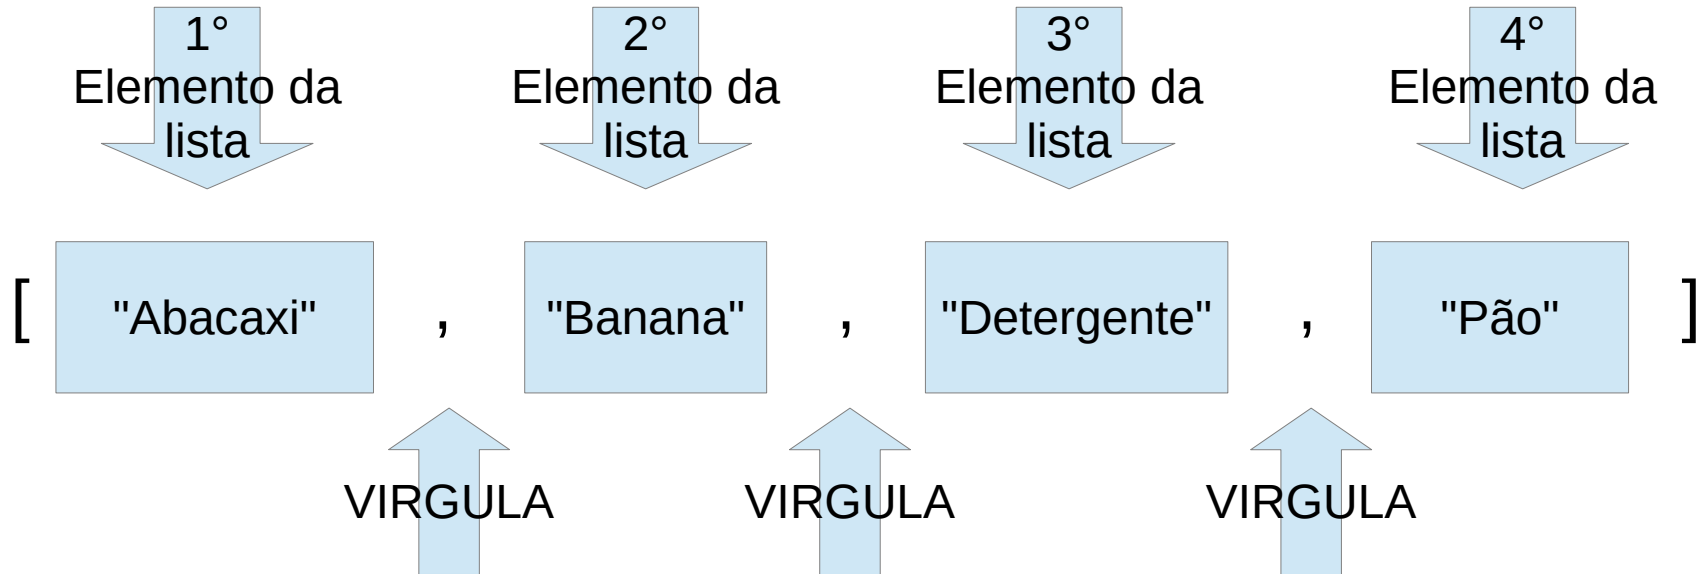 1°
Elemento da
lista
2°
Elemento da
lista
3°
Elemento da
lista
4°
Elemento da
lista
[ "Abacaxi" , "Banana" , "Detergente" , "Pão" ]
VIRGULA
VIRGULA
VIRGULA